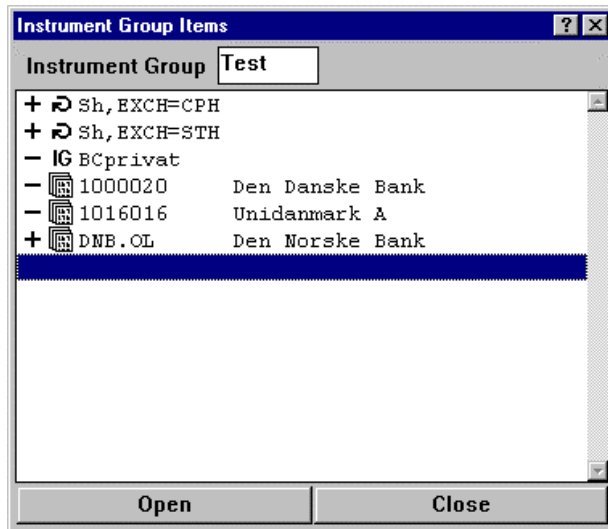 Instrument Group Items
Instrument Group Test
+ Sh,EXCH=CPH
+ Sh,EXCH=STH
− IG BCprivat
− 1000020 Den Danske Bank
− 1016016 Unidanmark A
+ DNB.OL Den Norske Bank
Open Close